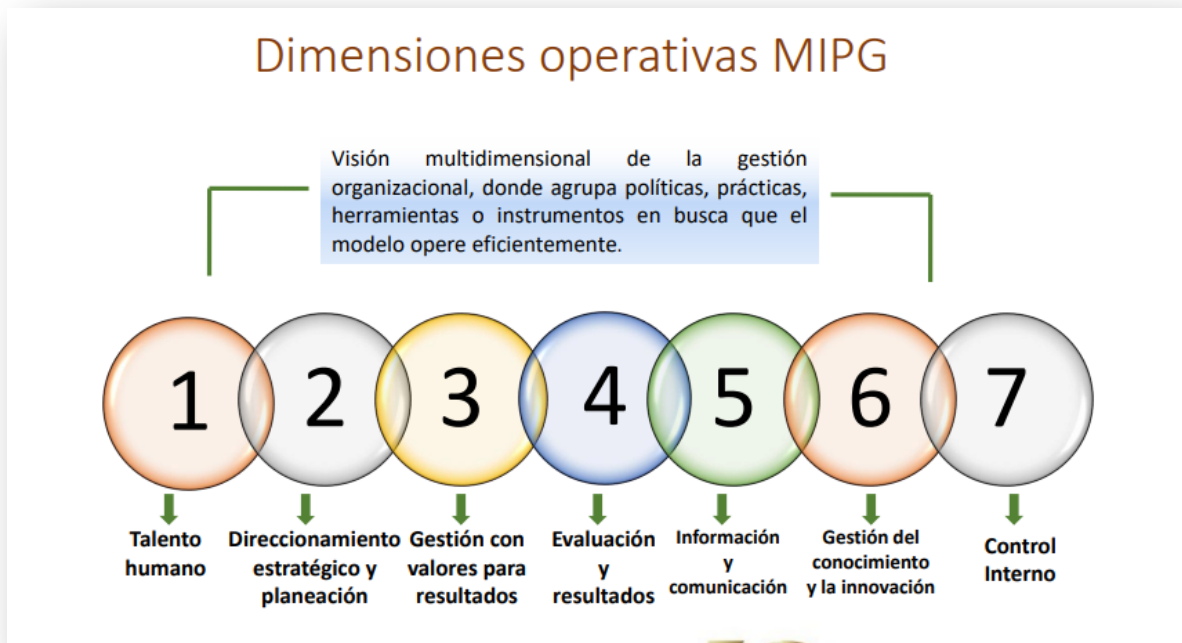 Dimensiones operativas MIPG
Visión multidimensional de la gestión
organizacional, donde agrupa políticas, prácticas,
herramientas o instrumentos en busca que el
modelo opere eficientemente.
1
2
3
4
5
6
7
Talento
humano
Direccionamiento
estratégico y
planeación
Gestión con
valores para
resultados
Evaluación
y
resultados
Información
y
comunicación
Gestión del
conocimiento
y la innovación
Control
Interno